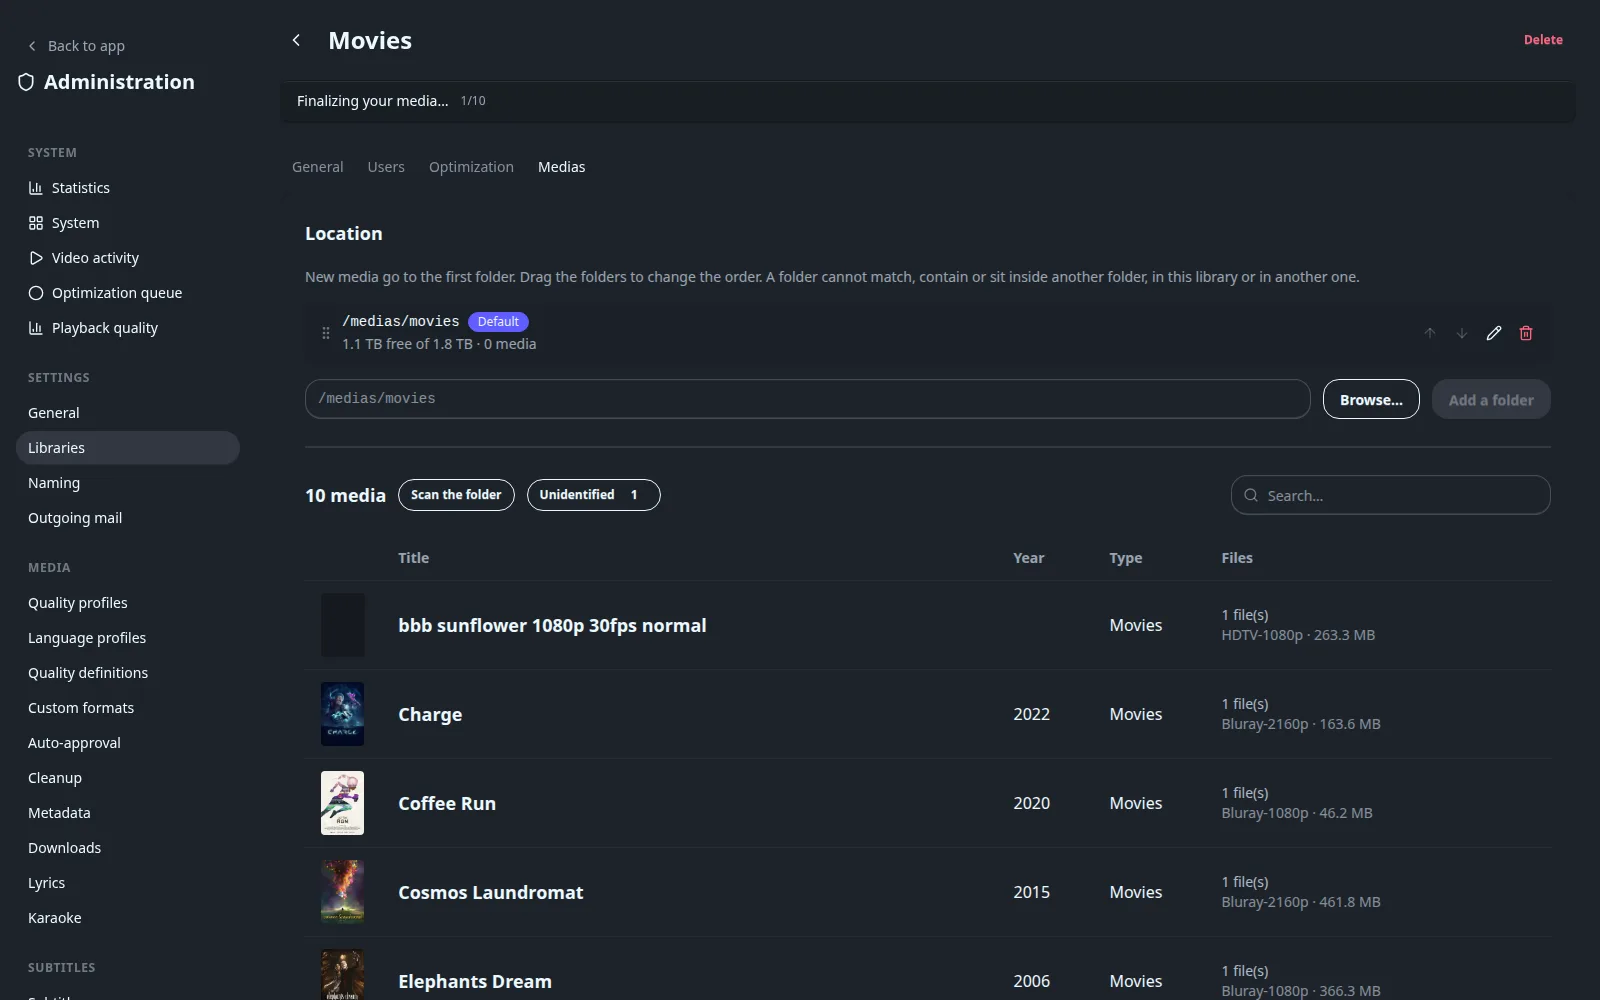 Back to app
Administration
SYSTEM
Statistics
System
Video activity
Optimization queue
Playback quality
SETTINGS
General
Libraries
Naming
Outgoing mail
MEDIA
Quality profiles
Language profiles
Quality definitions
Custom formats
Auto-approval
Cleanup
Metadata
Downloads
Lyrics
Karaoke
SUBTITLES
Movies
Delete
Finalizing your media... 1/10
General Users Optimization Medias
Location
New media go to the first folder. Drag the folders to change the order. A folder cannot match, contain or sit inside another folder, in this library or in another one.
/medias/movies Default
1.1 TB free of 1.8 TB · 0 media
/medias/movies Browse... Add a folder
10 media Scan the folder Unidentified 1 Search...
Title Year Type Files
bbb sunflower 1080p 30fps normal Movies 1 file(s)
HDTV-1080p · 263.3 MB
CHARGE
Charge 2022 Movies 1 file(s)
Bluray-2160p · 163.6 MB
RUN
Coffee Run 2020 Movies 1 file(s)
Bluray-1080p · 46.2 MB
Cosmos Laundromat 2015 Movies 1 file(s)
Bluray-2160p · 461.8 MB
Elephants Dream 2006 Movies 1 file(s)
Bluray-1080p · 366.3 MB